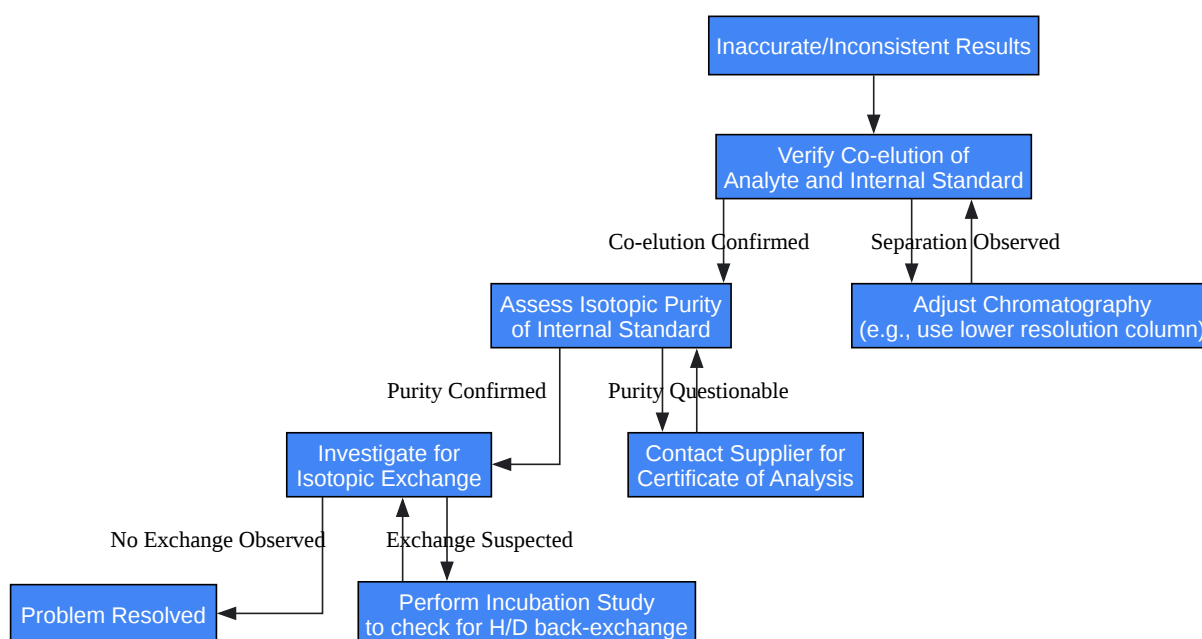 Inaccurate/Inconsistent Results
Verify Co-elution of
Analyte and Internal Standard
Co-elution Confirmed
Separation Observed
Assess Isotopic Purity
of Internal Standard
Adjust Chromatography
(e.g., use lower resolution column)
Purity Confirmed
Purity Questionable
Investigate for
Isotopic Exchange
Contact Supplier for
Certificate of Analysis
No Exchange Observed
Exchange Suspected
Problem Resolved
Perform Incubation Study
to check for H/D back-exchange